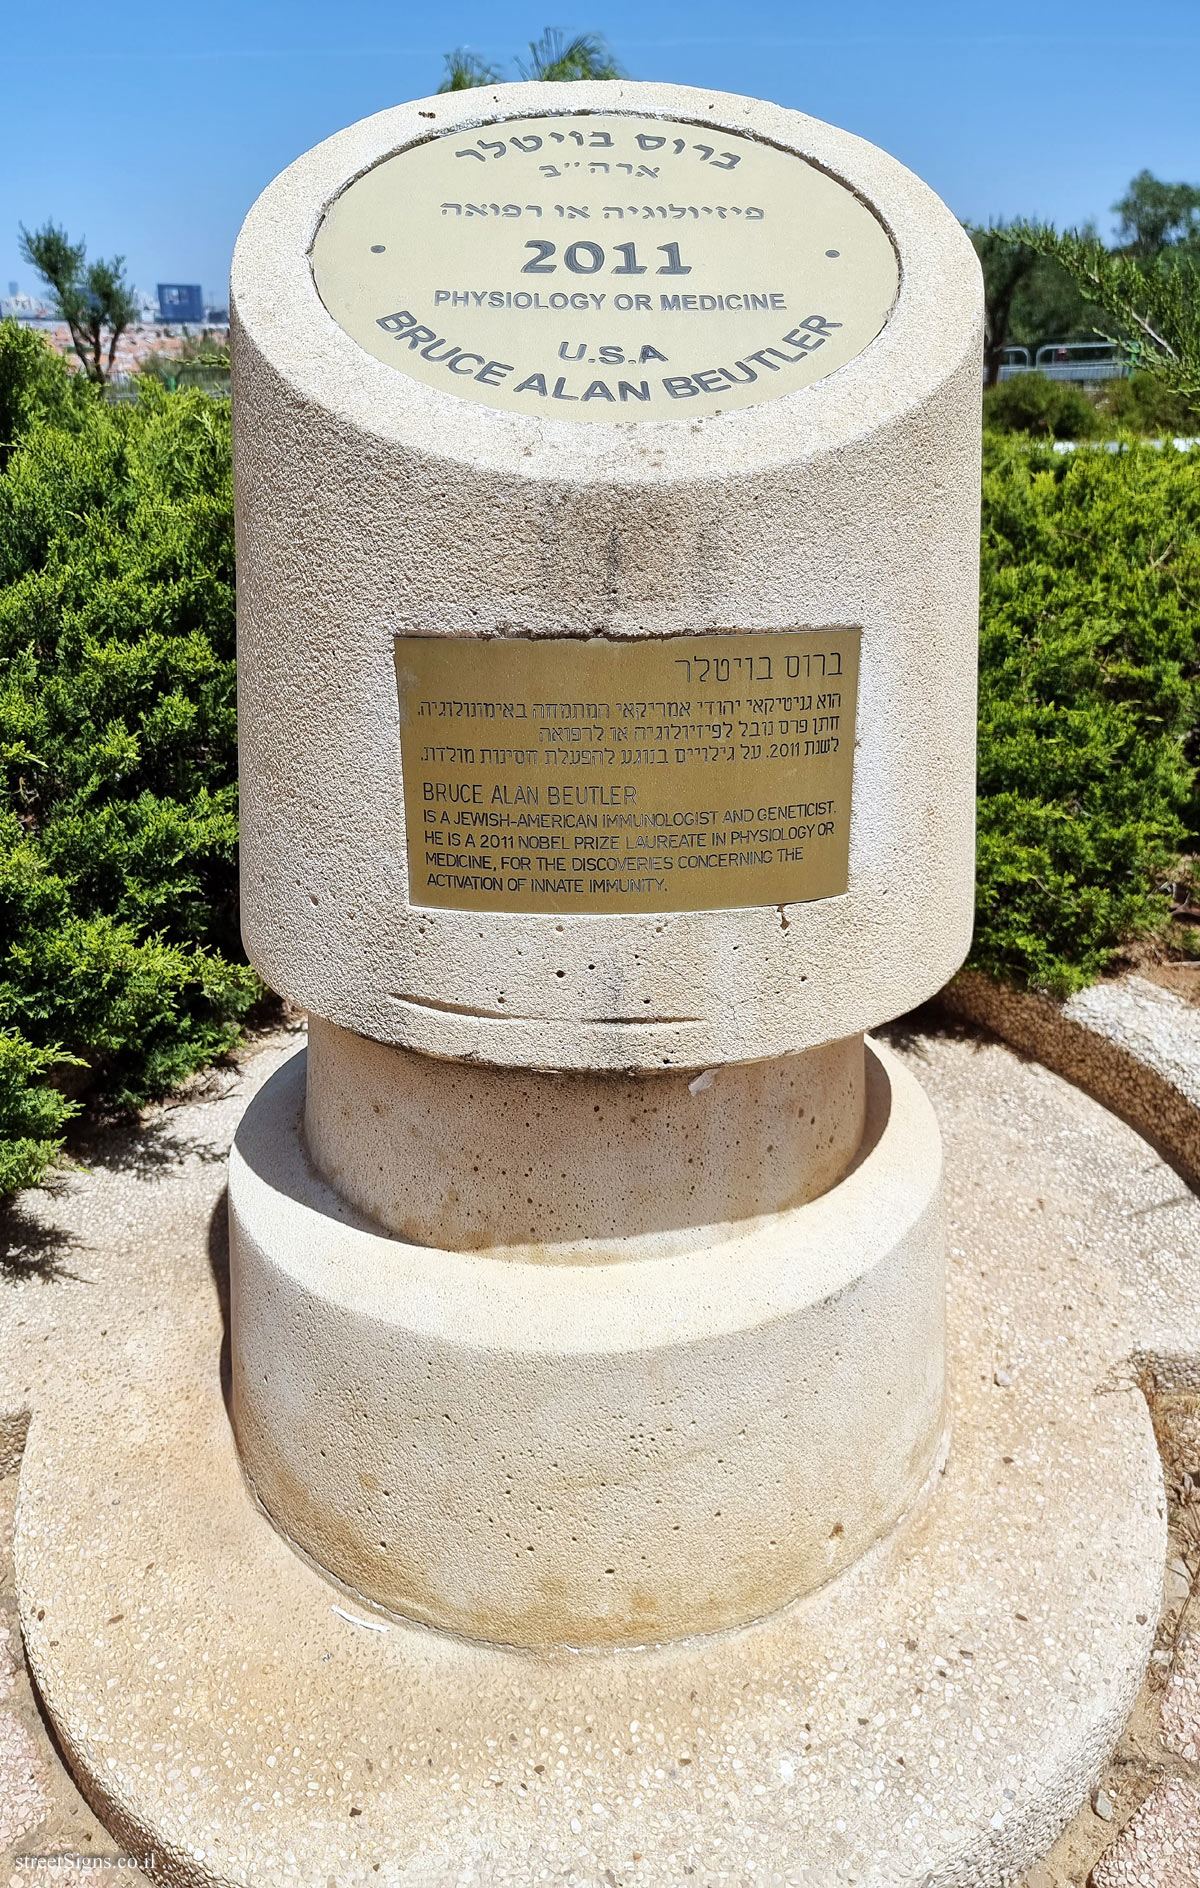 ברוס בויטלר
ארה״ב
פיזיולוגיה או רפואה
2011
PHYSIOLOGY OR MEDICINE
U.S.A
BRUCE ALAN BEUTLER
ברוס בויטלר
הוא גניטיקאי יהודי אמריקאי המתמחה באימונולוגיה.
חתן פרס נובל לפיזיולוגיה או לרפואה
לשנת 2011. על גילויים בנוגע להפעלת חסינות מולדת.
BRUCE ALAN BEUTLER
IS A JEWISH-AMERICAN IMMUNOLOGIST AND GENETICIST.
HE IS A 2011 NOBEL PRIZE LAUREATE IN PHYSIOLOGY OR
MEDICINE, FOR THE DISCOVERIES CONCERNING THE
ACTIVATION OF INNATE IMMUNITY.
streetSigns.co.il